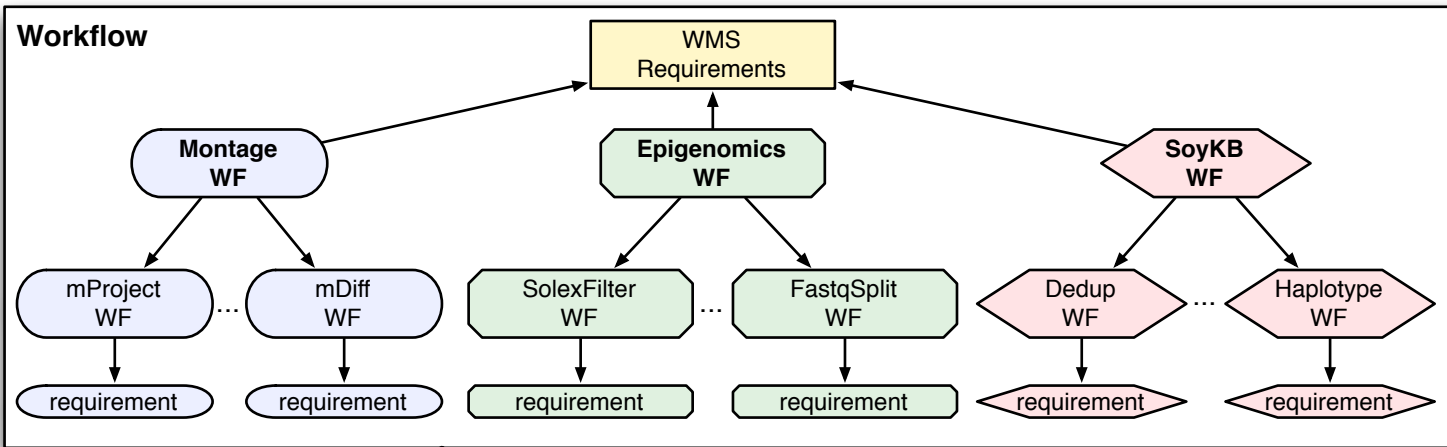 Workflow
WMS
Requirements
Montage
WF
Epigenomics
WF
SoyKB
WF
mProject
WF
...
mDiff
WF
SolexFilter
WF
...
FastqSplit
WF
Dedup
WF
...
Haplotype
WF
requirement
requirement
requirement
requirement
requirement
requirement